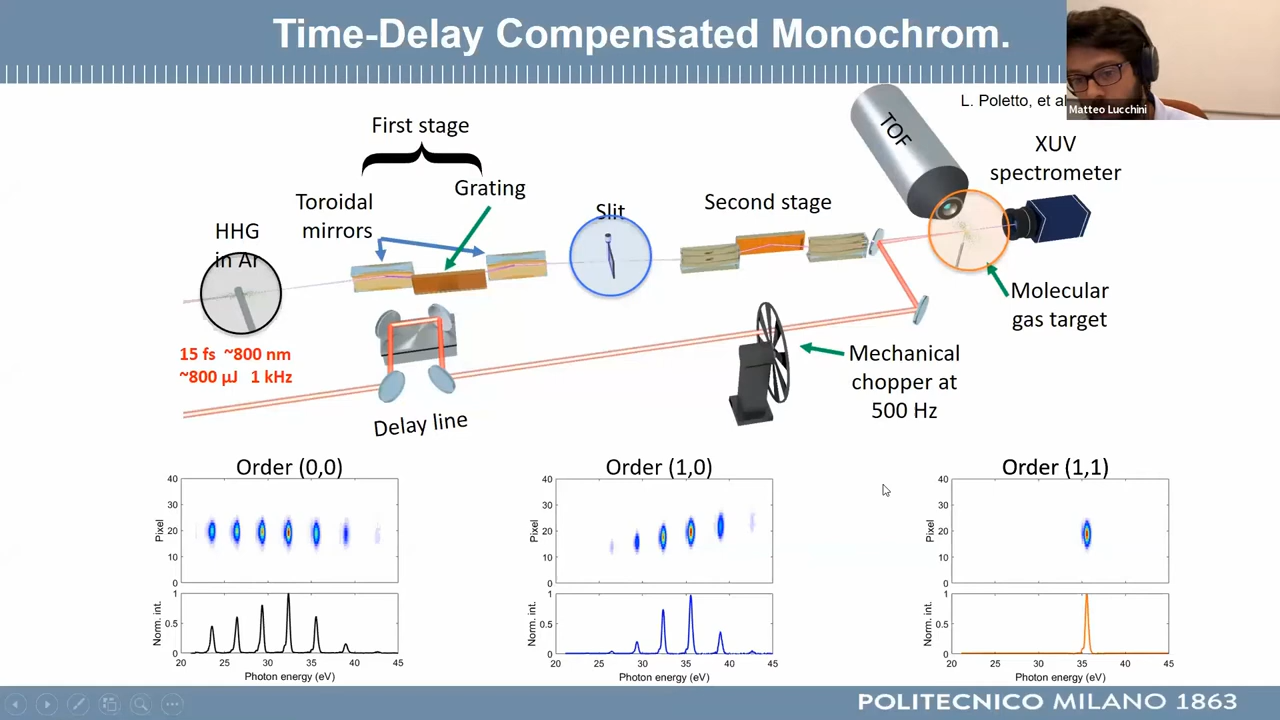 Time-Delay Compensated Monochrom.
L. Poletto, et al
Matteo Lucchini
First stage
TOF
XUV
spectrometer
Toroidal
mirrors
Grating
Slit
Second stage
HHG
in Ar
Molecular
gas target
15 fs ~800 nm
~800 µJ 1 kHz
Mechanical
chopper at
500 Hz
Delay line
Order (0,0)
Order (1,0)
Order (1,1)
40
30
20
10
0
Pixel
40
30
20
10
0
Pixel
40
30
20
10
0
Pixel
1
0.5
0
Norm. int.
20 25 30 35 40 45
Photon energy (eV)
1
0.5
0
Norm. int.
20 25 30 35 40 45
Photon energy (eV)
1
0.5
0
Norm. int.
20 25 30 35 40 45
Photon energy (eV)
POLITECNICO MILANO 1863